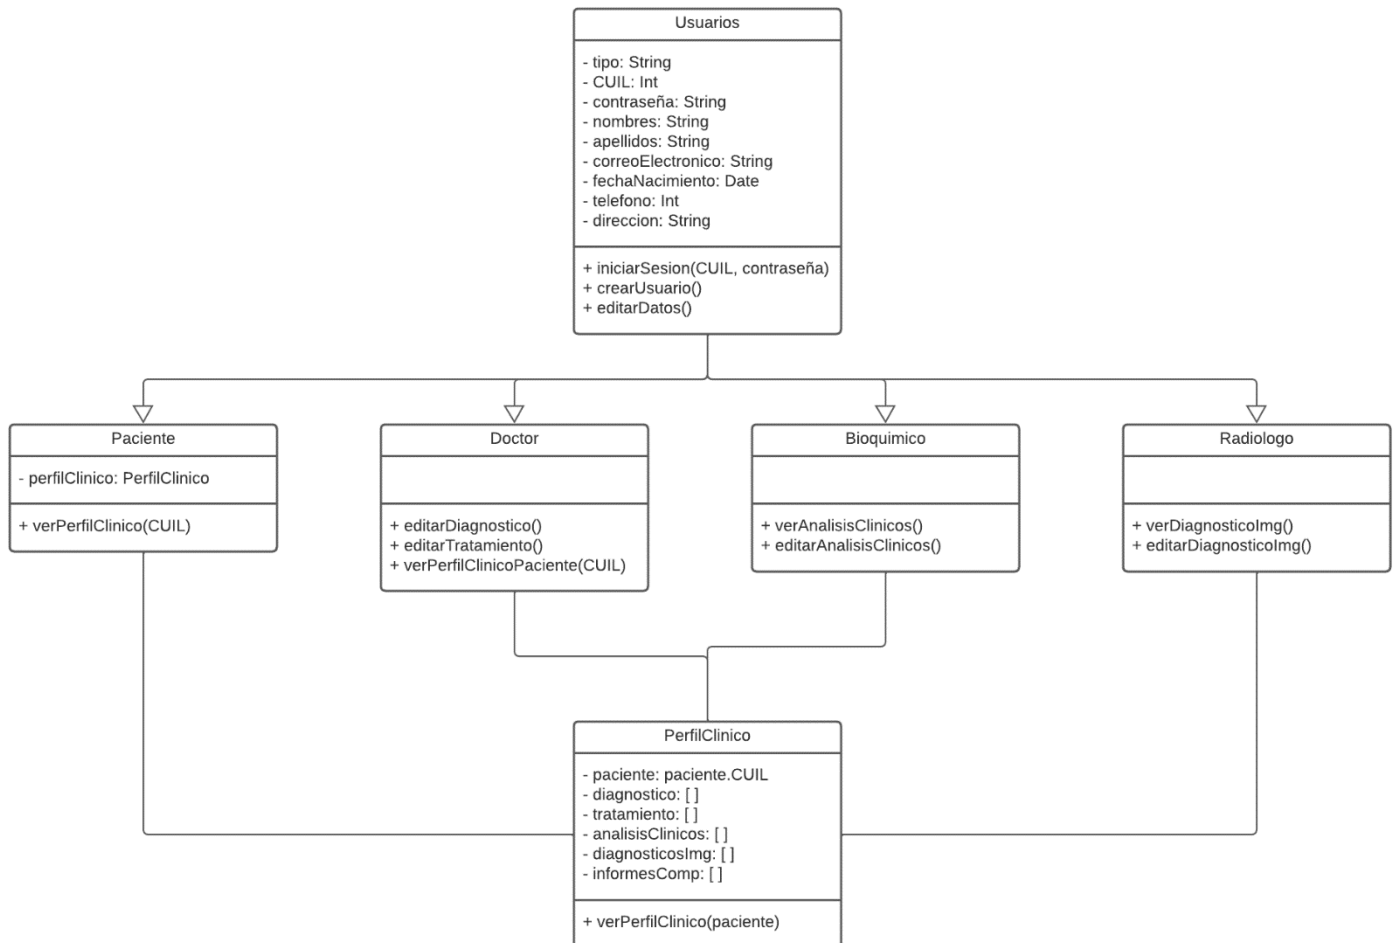 Usuarios
- tipo: String
- CUIL: Int
- contraseña: String
- nombres: String
- apellidos: String
- correoElectronico: String
- fechaNacimiento: Date
- telefono: Int
- direccion: String
+ iniciarSesion(CUIL, contraseña)
+ crearUsuario()
+ editarDatos()
Paciente
- perfilClinico: PerfilClinico
+ verPerfilClinico(CUIL)
Doctor
+ editarDiagnostico()
+ editarTratamiento()
+ verPerfilClinicoPaciente(CUIL)
Bioquimico
+ verAnalisisClinicos()
+ editarAnalisisClinicos()
Radiologo
+ verDiagnosticoImg()
+ editarDiagnosticoImg()
PerfilClinico
- paciente: paciente.CUIL
- diagnostico: [ ]
- tratamiento: [ ]
- analisisClinicos: [ ]
- diagnosticosImg: [ ]
- informesComp: [ ]
+ verPerfilClinico(paciente)